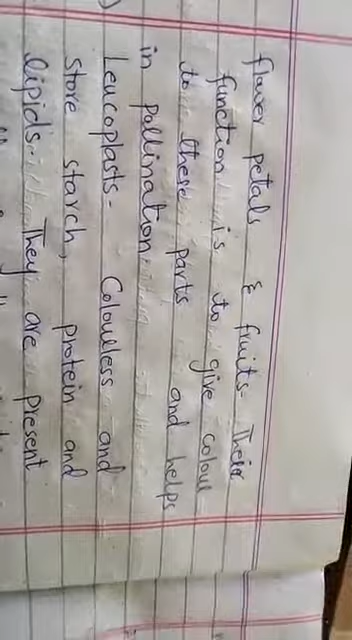 flower petals & fruits. Their
function is to give colour
to these parts and helps
in pollination.
Leucoplasts- Colourless and
store starch, protein and
lipids. They are present